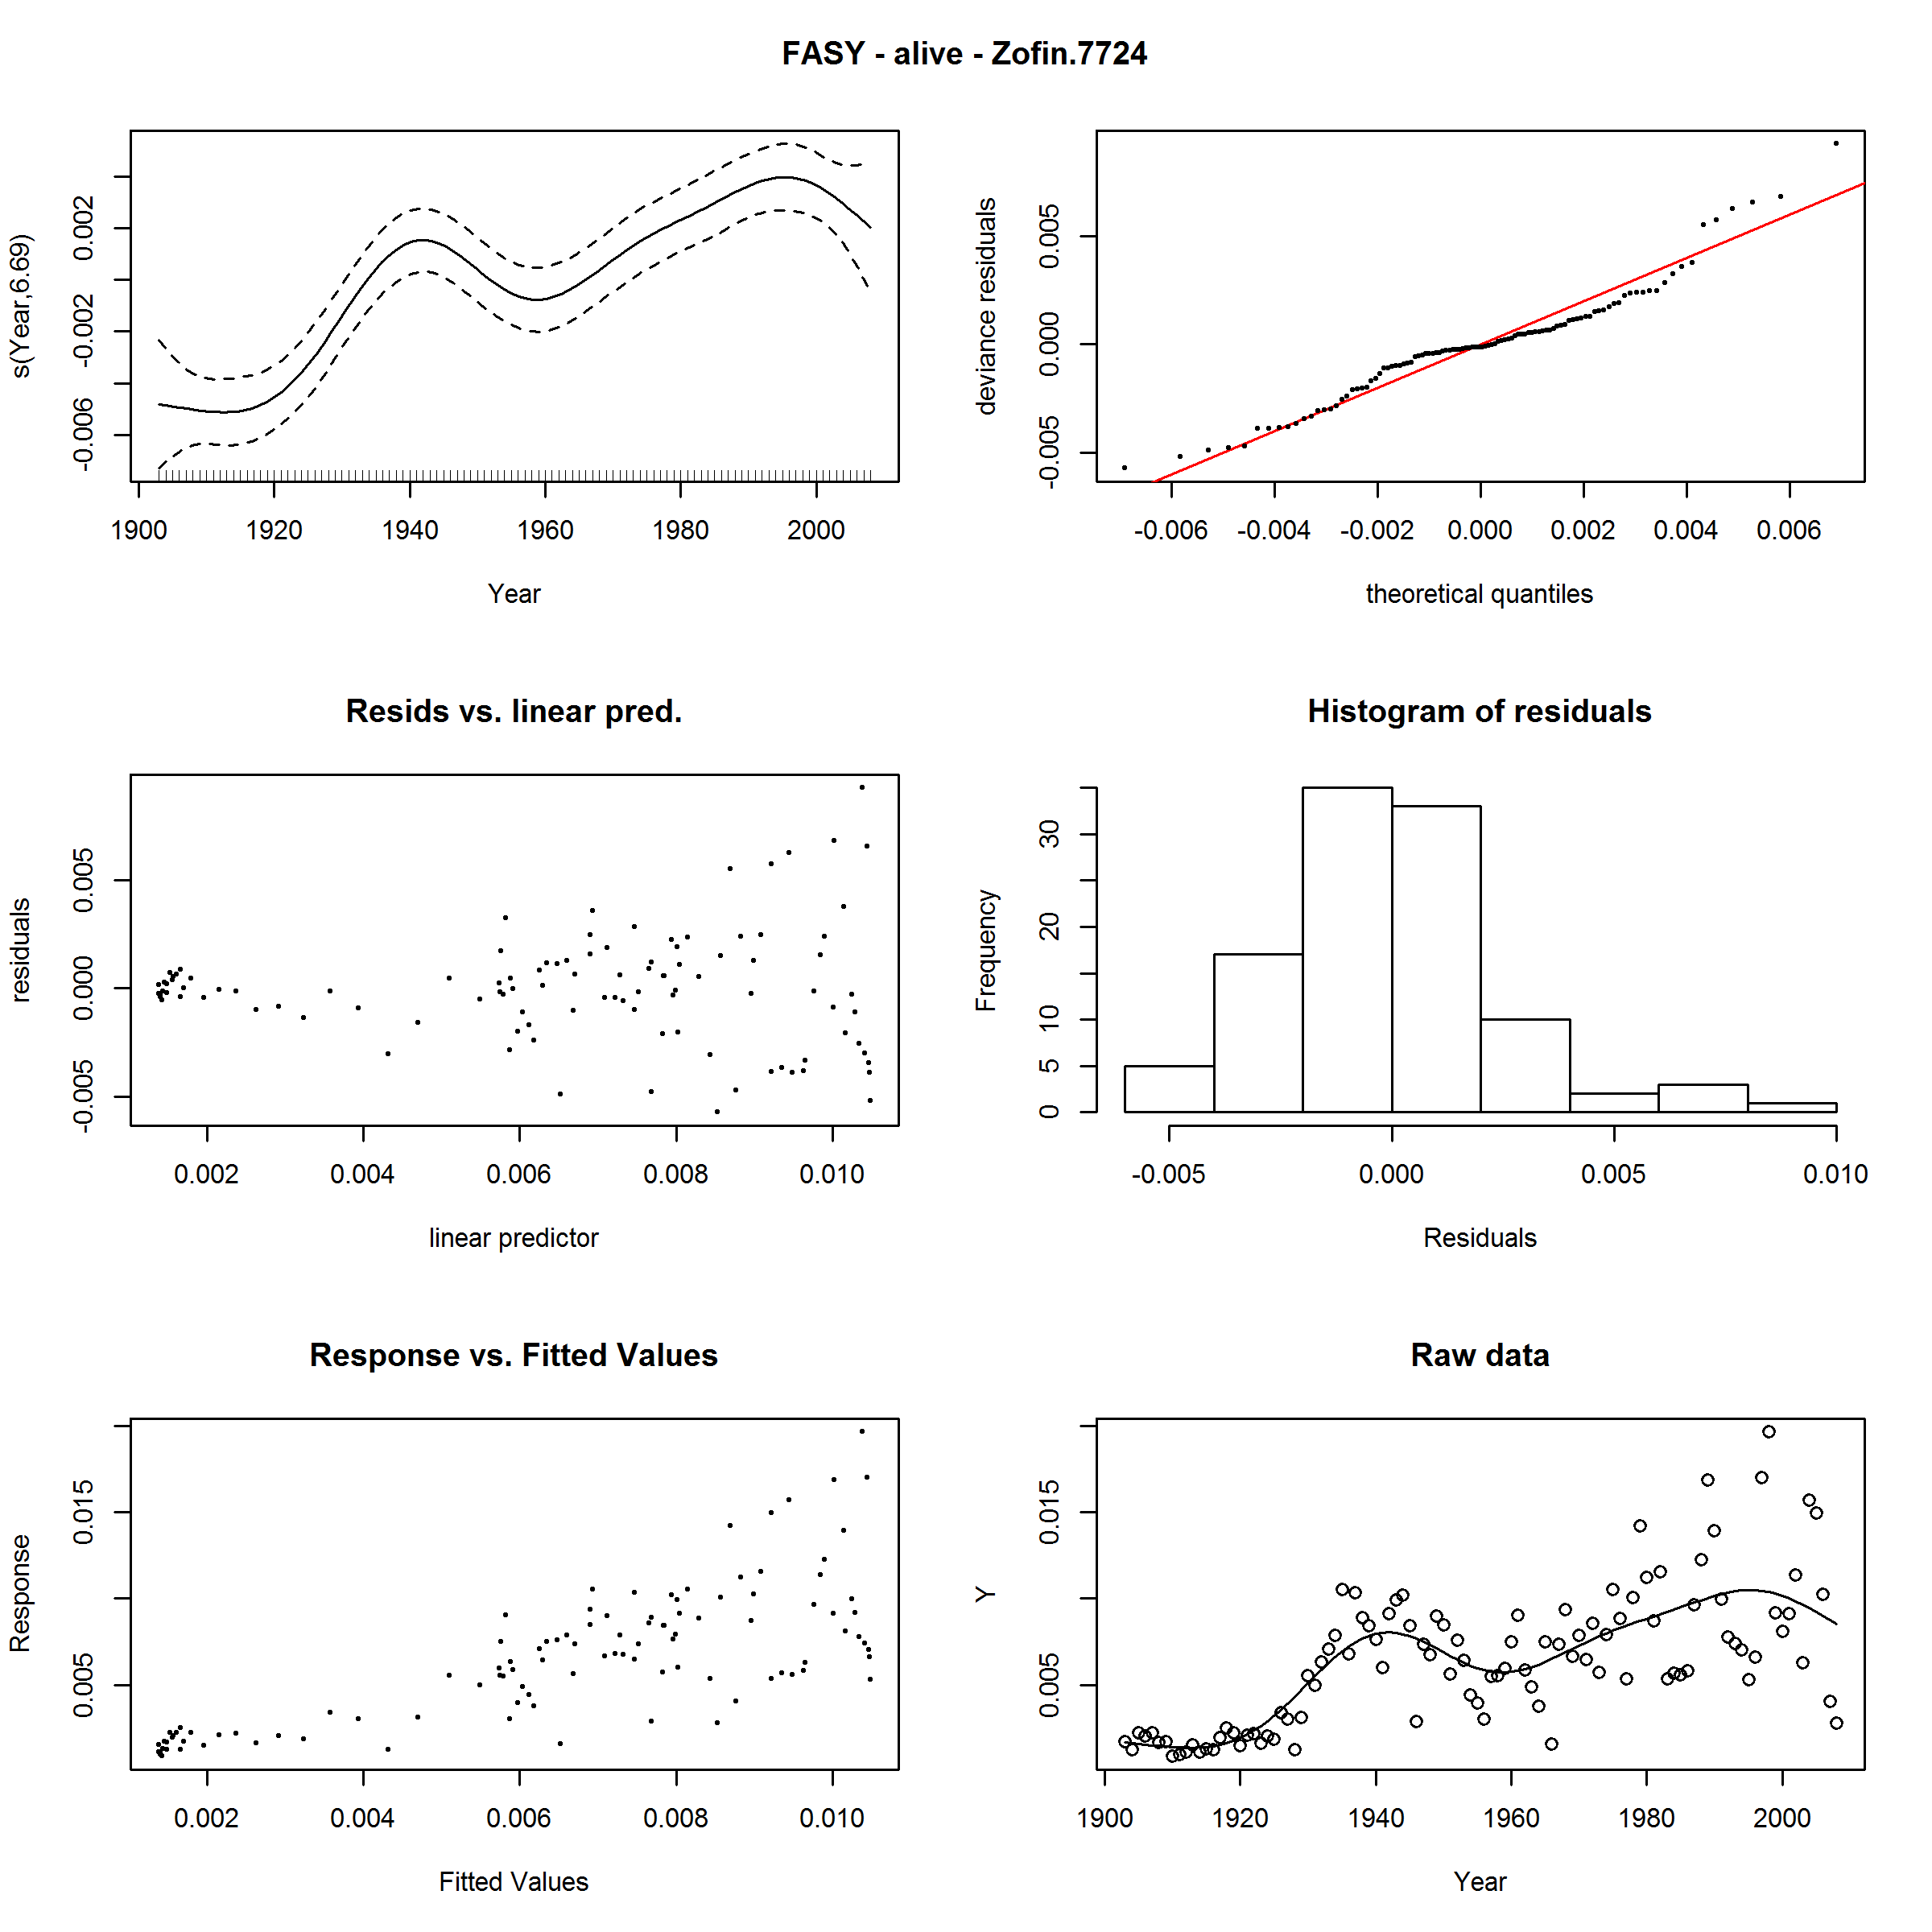 FASY - alive - Zofin.7724
s(Year,6.69)
-0.006 -0.002 0.002
1900 1920 1940 1960 1980 2000
Year
deviance residuals
-0.005 0.000 0.005
-0.006 -0.004 -0.002 0.000 0.002 0.004 0.006
theoretical quantiles
Resids vs. linear pred.
residuals
-0.005 0.000 0.005
0.002 0.004 0.006 0.008 0.010
linear predictor
Histogram of residuals
Frequency
0 5 10 20 30
-0.005 0.000 0.005 0.010
Residuals
Response vs. Fitted Values
Response
0.005 0.015
0.002 0.004 0.006 0.008 0.010
Fitted Values
Raw data
Y
0.005 0.015
1900 1920 1940 1960 1980 2000
Year